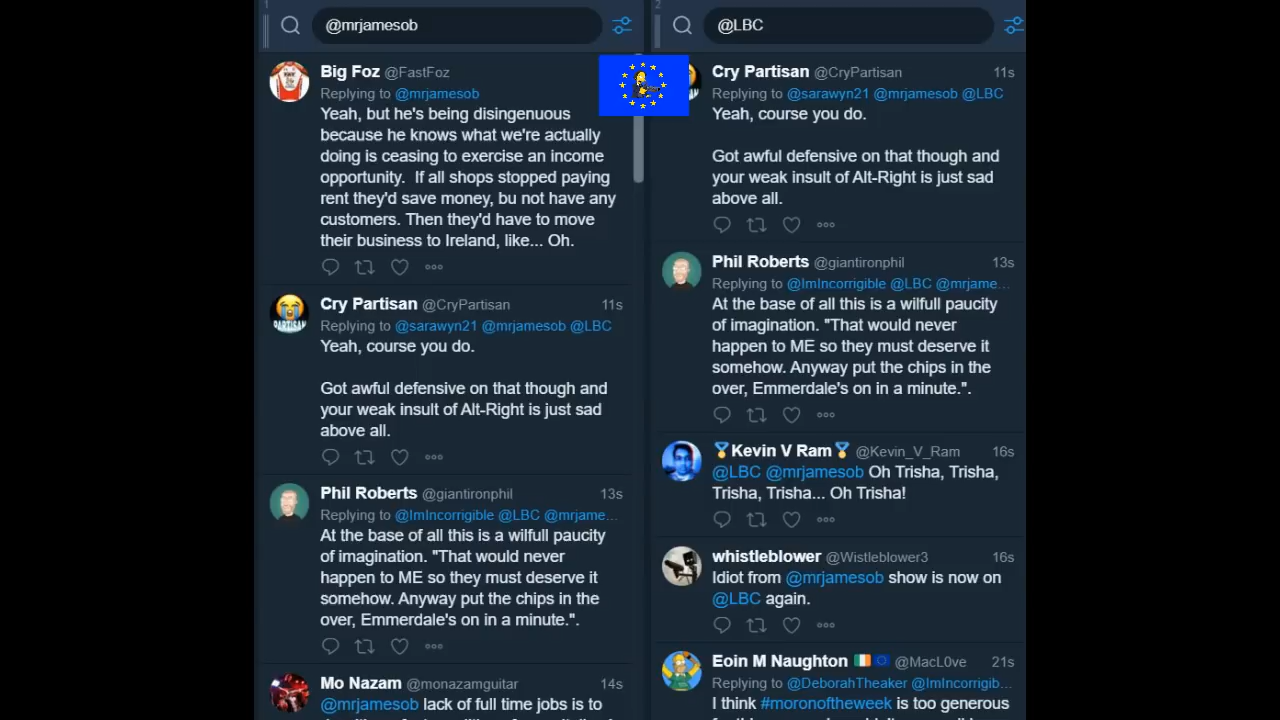 1
@mrjamesob
Big Foz @FastFoz
Replying to @mrjamesob
Yeah, but he's being disingenuous
because he knows what we're actually
doing is ceasing to exercise an income
opportunity.  If all shops stopped paying
rent they'd save money, bu not have any
customers. Then they'd have to move
their business to Ireland, like... Oh.
Cry Partisan @CryPartisan 11s
Replying to @sarawyn21 @mrjamesob @LBC
Yeah, course you do.
Got awful defensive on that though and
your weak insult of Alt-Right is just sad
above all.
Phil Roberts @giantironphil 13s
Replying to @ImIncorrigible @LBC @mrjame...
At the base of all this is a wilfull paucity
of imagination. "That would never
happen to ME so they must deserve it
somehow. Anyway put the chips in the
over, Emmerdale's on in a minute.".
Mo Nazam @monazamguitar 14s
@mrjamesob lack of full time jobs is to
2
@LBC
Cry Partisan @CryPartisan 11s
Replying to @sarawyn21 @mrjamesob @LBC
Yeah, course you do.
Got awful defensive on that though and
your weak insult of Alt-Right is just sad
above all.
Phil Roberts @giantironphil 13s
Replying to @ImIncorrigible @LBC @mrjame...
At the base of all this is a wilfull paucity
of imagination. "That would never
happen to ME so they must deserve it
somehow. Anyway put the chips in the
over, Emmerdale's on in a minute.".
🏅Kevin V Ram🏅 @Kevin_V_Ram 16s
@LBC @mrjamesob Oh Trisha, Trisha,
Trisha, Trisha... Oh Trisha!
whistleblower @Wistleblower3 16s
Idiot from @mrjamesob show is now on
@LBC again.
Eoin M Naughton 🇮🇪 🇪🇺 @MacL0ve 21s
Replying to @DeborahTheaker @ImIncorrigib...
I think #moronoftheweek is too generous